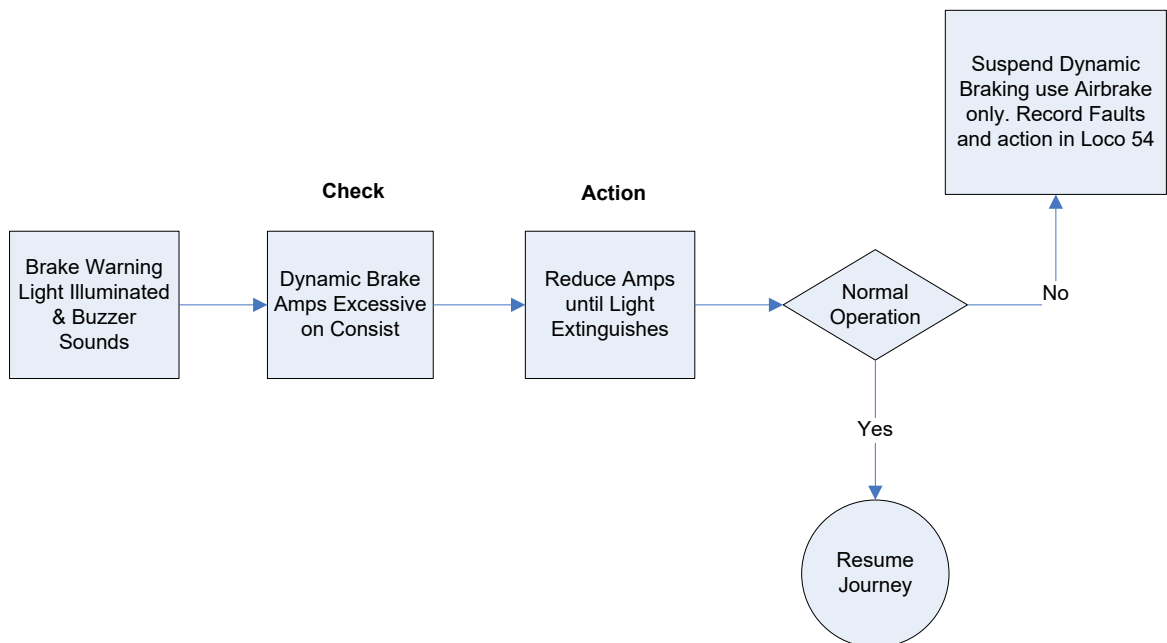 Suspend Dynamic
Braking use Airbrake
only. Record Faults
and action in Loco 54
Check
Action
Brake Warning
Light Illuminated
& Buzzer
Sounds
Dynamic Brake
Amps Excessive
on Consist
Reduce Amps
until Light
Extinguishes
Normal
Operation
No
Yes
Resume
Journey